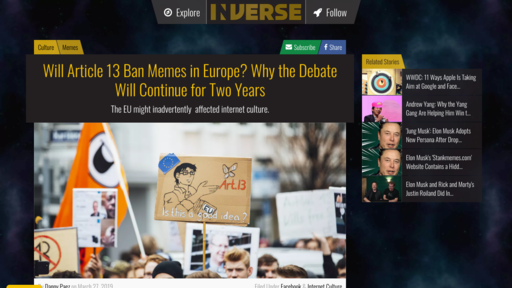 Explore
INVERSE
Follow
Culture
Memes
Subscribe
Share
Will Article 13 Ban Memes in Europe? Why the Debate
Will Continue for Two Years
The EU might inadvertently affected internet culture.
Art.13
Is this a good idea?
ART. 13
By Danny Paez on March 27, 2019
Filed Under Facebook & Internet Culture
Related Stories
WWDC: 11 Ways Apple Is Taking
Aim at Google and Face...
Andrew Yang: Why the Yang
Gang Are Helping Him Win t...
'Jung Musk': Elon Musk Adopts
New Persona After Drop...
Elon Musk's 'Stankmemes.com'
Website Contains a Hidd...
Elon Musk and Rick and Morty's
Justin Roiland Did In...